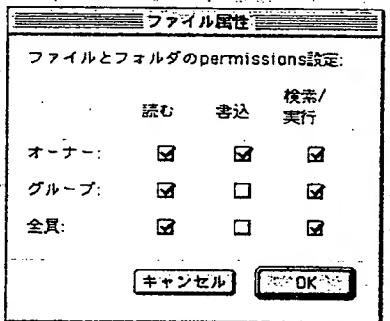 ファイル属性
ファイルとフォルダのpermissions設定:
読む 書込 検索/実行
オーナー:
グループ:
全員:
キャンセル OK